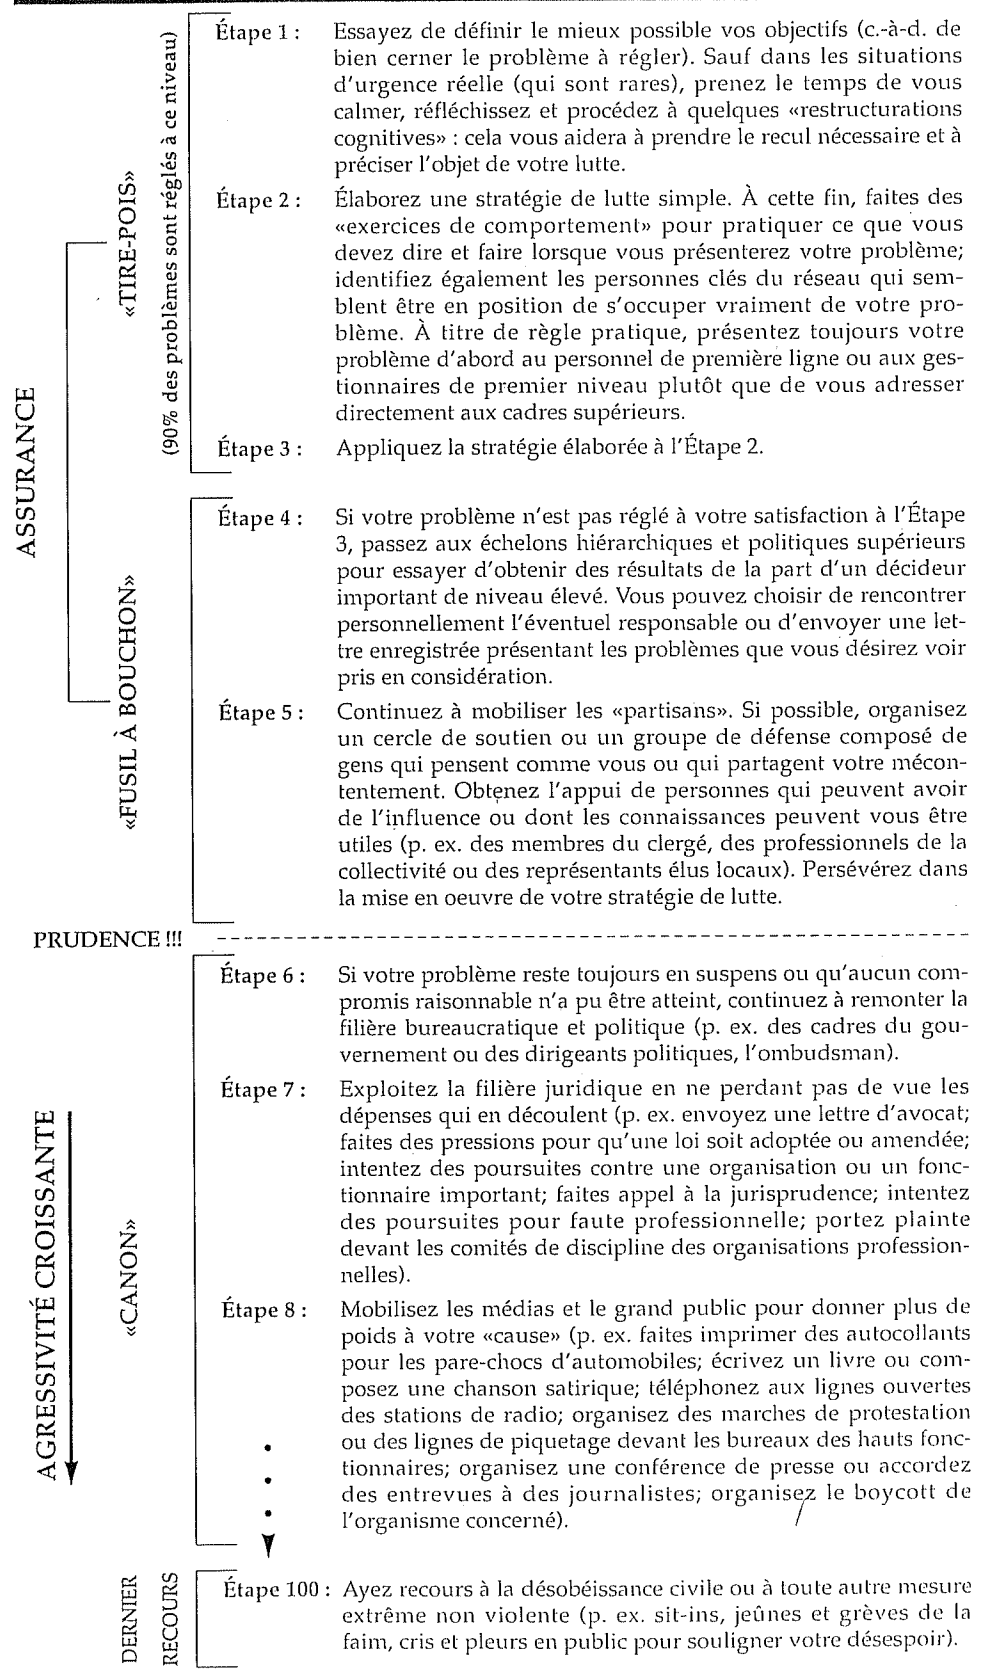 ASSURANCE
«TIRE-POIS»
(90% des problèmes sont réglés à ce niveau)
Étape 1 : Essayez de définir le mieux possible vos objectifs (c.-à-d. de
bien cerner le problème à régler). Sauf dans les situations
d'urgence réelle (qui sont rares), prenez le temps de vous
calmer, réfléchissez et procédez à quelques «restructurations
cognitives» : cela vous aidera à prendre le recul nécessaire et à
préciser l'objet de votre lutte.
Étape 2 : Élaborez une stratégie de lutte simple. À cette fin, faites des
«exercices de comportement» pour pratiquer ce que vous
devez dire et faire lorsque vous présenterez votre problème;
identifiez également les personnes clés du réseau qui sem-
blent être en position de s'occuper vraiment de votre pro-
blème. À titre de règle pratique, présentez toujours votre
problème d'abord au personnel de première ligne ou aux ges-
tionnaires de premier niveau plutôt que de vous adresser
directement aux cadres supérieurs.
Étape 3 : Appliquez la stratégie élaborée à l'Étape 2.
«FUSIL À BOUCHON»
Étape 4 : Si votre problème n'est pas réglé à votre satisfaction à l'Étape
3, passez aux échelons hiérarchiques et politiques supérieurs
pour essayer d'obtenir des résultats de la part d'un décideur
important de niveau élevé. Vous pouvez choisir de rencontrer
personnellement l'éventuel responsable ou d'envoyer une let-
tre enregistrée présentant les problèmes que vous désirez voir
pris en considération.
Étape 5 : Continuez à mobiliser les «partisans». Si possible, organisez
un cercle de soutien ou un groupe de défense composé de
gens qui pensent comme vous ou qui partagent votre mécon-
tentement. Obtenez l'appui de personnes qui peuvent avoir
de l'influence ou dont les connaissances peuvent vous être
utiles (p. ex. des membres du clergé, des professionnels de la
collectivité ou des représentants élus locaux). Persévérez dans
la mise en oeuvre de votre stratégie de lutte.
PRUDENCE !!!
AGRESSIVITÉ CROISSANTE
«CANON»
Étape 6 : Si votre problème reste toujours en suspens ou qu'aucun com-
promis raisonnable n'a pu être atteint, continuez à remonter la
filière bureaucratique et politique (p. ex. des cadres du gou-
vernement ou des dirigeants politiques, l'ombudsman).
Étape 7 : Exploitez la filière juridique en ne perdant pas de vue les
dépenses qui en découlent (p. ex. envoyez une lettre d'avocat;
faites des pressions pour qu'une loi soit adoptée ou amendée;
intentez des poursuites contre une organisation ou un fonc-
tionnaire important; faites appel à la jurisprudence; intentez
des poursuites pour faute professionnelle; portez plainte
devant les comités de discipline des organisations profession-
nelles).
Étape 8 : Mobilisez les médias et le grand public pour donner plus de
poids à votre «cause» (p. ex. faites imprimer des autocollants
pour les pare-chocs d'automobiles; écrivez un livre ou com-
posez une chanson satirique; téléphonez aux lignes ouvertes
des stations de radio; organisez des marches de protestation
ou des lignes de piquetage devant les bureaux des hauts fonc-
tionnaires; organisez une conférence de presse ou accordez
des entrevues à des journalistes; organisez le boycott de
l'organisme concerné).
DERNIER
RECOURS
Étape 100 : Ayez recours à la désobéissance civile ou à toute autre mesure
extrême non violente (p. ex. sit-ins, jeûnes et grèves de la
faim, cris et pleurs en public pour souligner votre désespoir).